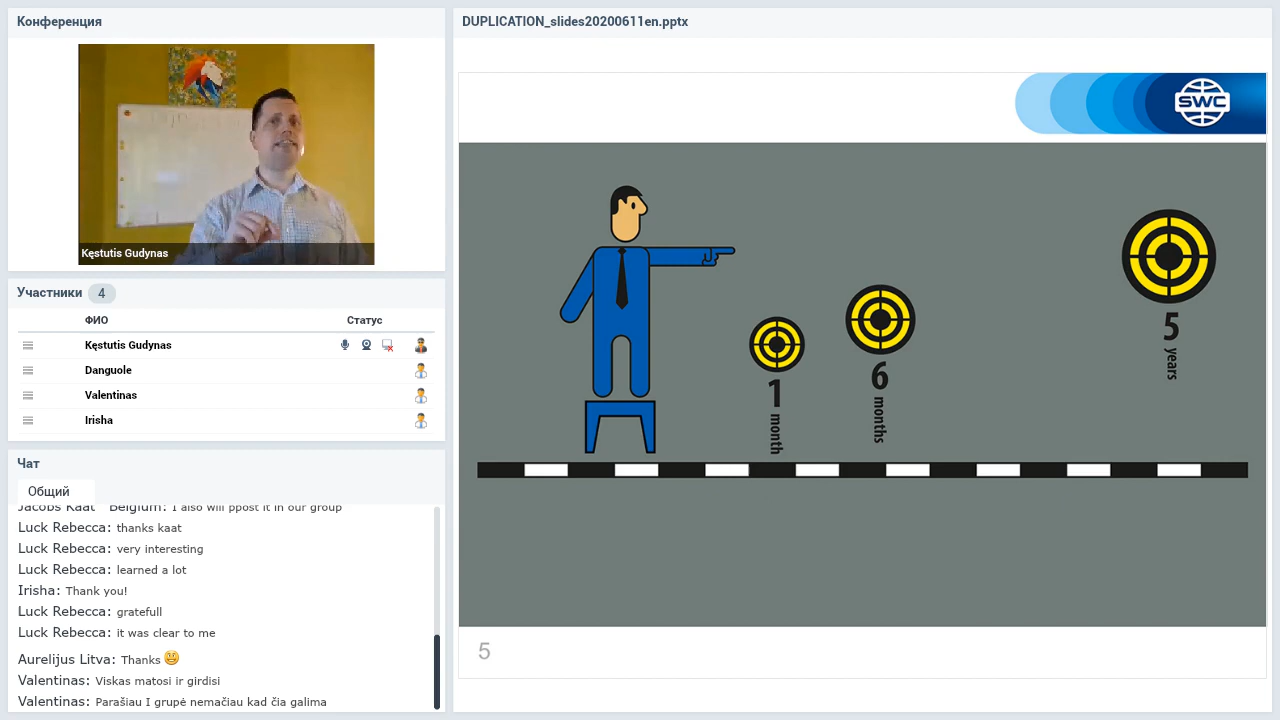 Конференция
Kęstutis Gudynas
Участники 4
ФИО Статус
Kęstutis Gudynas
Danguole
Valentinas
Irisha
Чат
Общий
Jacobs Kaat Belgium: I also will ppost it in our group
Luck Rebecca: thanks kaat
Luck Rebecca: very interesting
Luck Rebecca: learned a lot
Irisha: Thank you!
Luck Rebecca: gratefull
Luck Rebecca: it was clear to me
Aurelijus Litva: Thanks
Valentinas: Viskas matosi ir girdisi
Valentinas: Parašiau I grupė nemačiau kad čia galima
DUPLICATION_slides20200611en.pptx
SWC
1 month
6 months
5 years
5